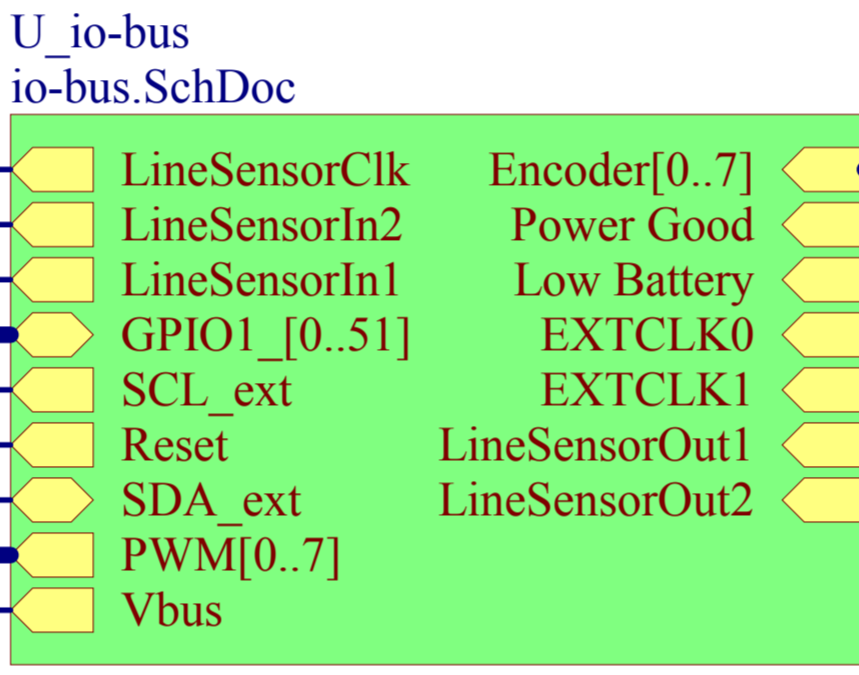 U_io-bus
io-bus.SchDoc
LineSensorClk Encoder[0..7]
LineSensorIn2 Power Good
LineSensorIn1 Low Battery
GPIO1_[0..51] EXTCLK0
SCL_ext EXTCLK1
Reset LineSensorOut1
SDA_ext LineSensorOut2
PWM[0..7]
Vbus